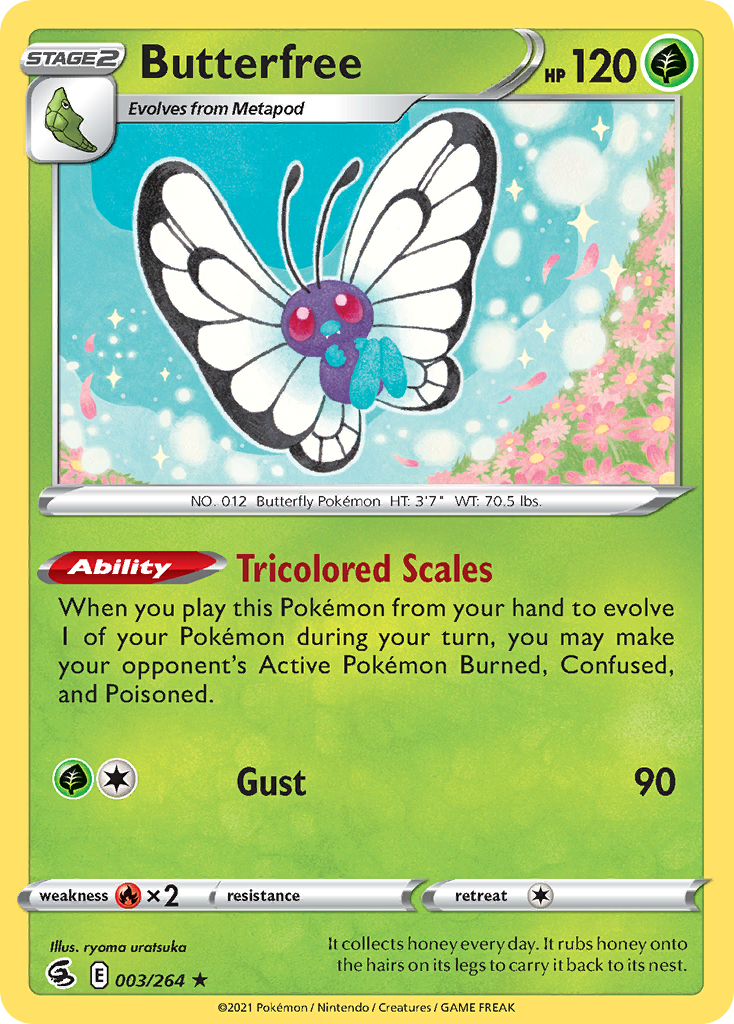 STAGE 2
Butterfree
HP 120
Evolves from Metapod
NO. 012 Butterfly Pokémon HT: 3'7" WT: 70.5 lbs.
Ability Tricolored Scales
When you play this Pokémon from your hand to evolve
1 of your Pokémon during your turn, you may make
your opponent's Active Pokémon Burned, Confused,
and Poisoned.
Gust 90
weakness ×2 resistance retreat
Illus. ryoma uratsuka
It collects honey every day. It rubs honey onto
the hairs on its legs to carry it back to its nest.
E 003/264 ★
©2021 Pokémon / Nintendo / Creatures / GAME FREAK